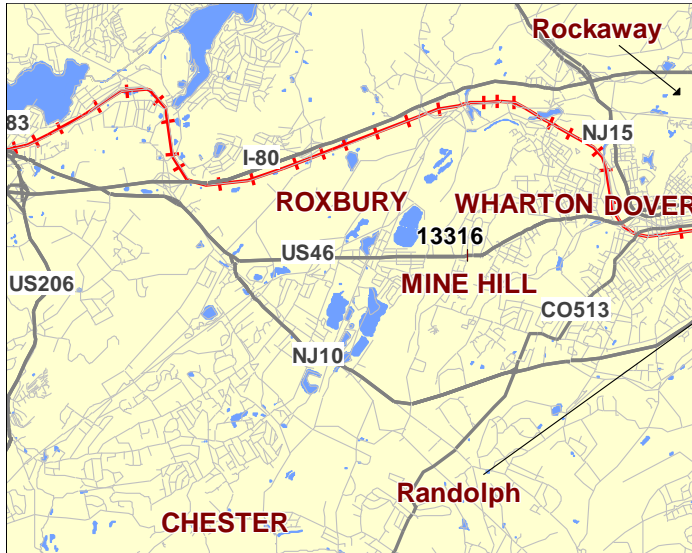 Rockaway
83
NJ15
I-80
ROXBURY
WHARTON
DOVER
13316
US46
US206
MINE HILL
CO513
NJ10
Randolph
CHESTER